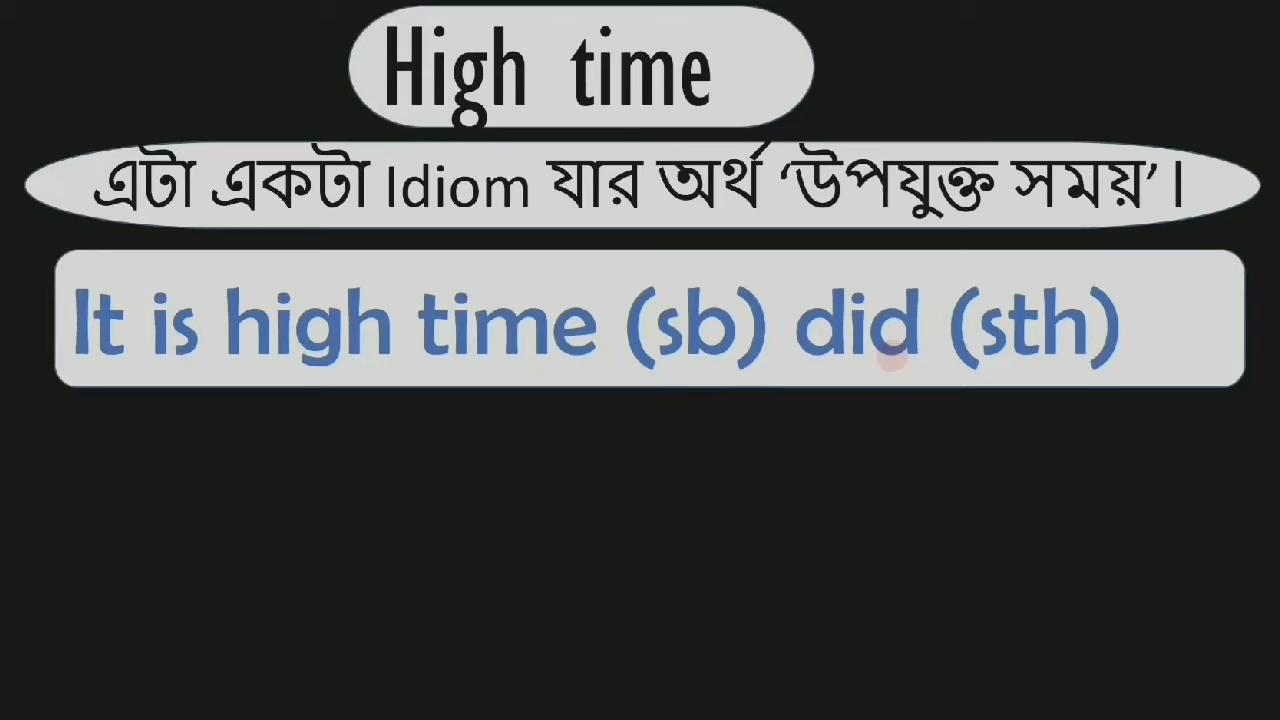 High time
এটা একটা Idiom যার অর্থ ‘উপযুক্ত সময়’।
It is high time (sb) did (sth)